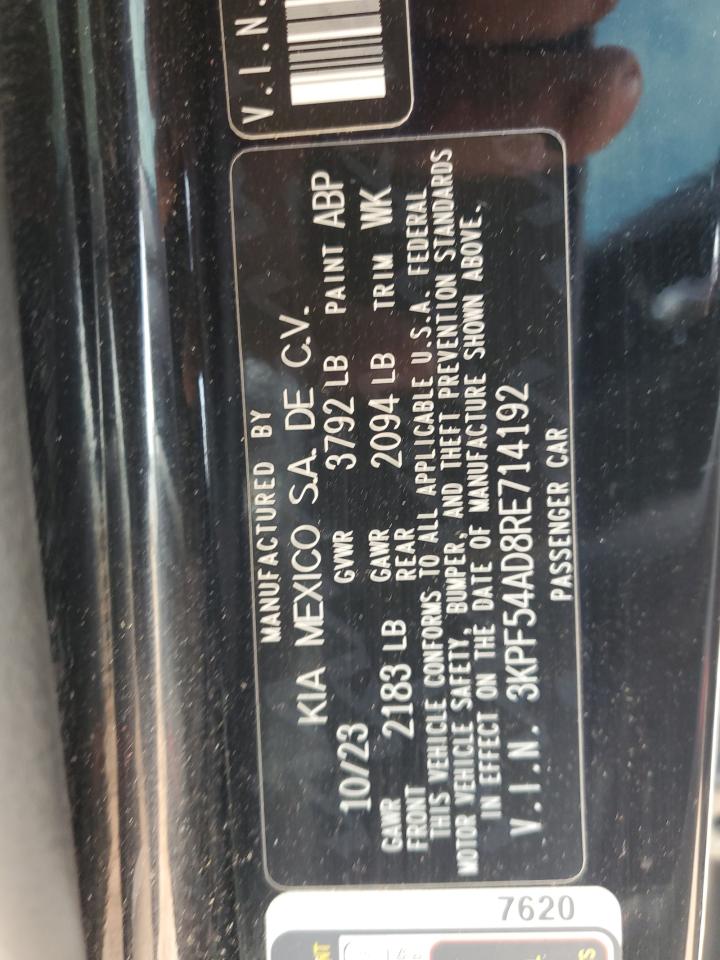 V.I.N.
MANUFACTURED BY
KIA MEXICO S.A. DE C.V.
10/23 GVWR 3792 LB PAINT ABP
GAWR FRONT 2183 LB GAWR REAR 2094 LB TRIM WK
THIS VEHICLE CONFORMS TO ALL APPLICABLE U.S.A. FEDERAL
MOTOR VEHICLE SAFETY, BUMPER, AND THEFT PREVENTION STANDARDS
IN EFFECT ON THE DATE OF MANUFACTURE SHOWN ABOVE.
V.I.N. 3KPF54AD8RE714192
PASSENGER CAR
7620